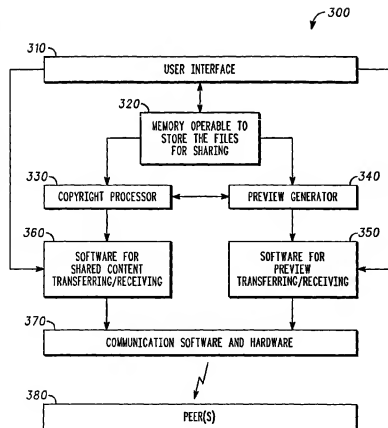 300
310
USER INTERFACE
320
MEMORY OPERABLE TO
STORE THE FILES
FOR SHARING
330
COPYRIGHT PROCESSOR
340
PREVIEW GENERATOR
360
SOFTWARE FOR
SHARED CONTENT
TRANSFERRING/RECEIVING
350
SOFTWARE FOR
PREVIEW
TRANSFERRING/RECEIVING
370
COMMUNICATION SOFTWARE AND HARDWARE
380
PEER(S)